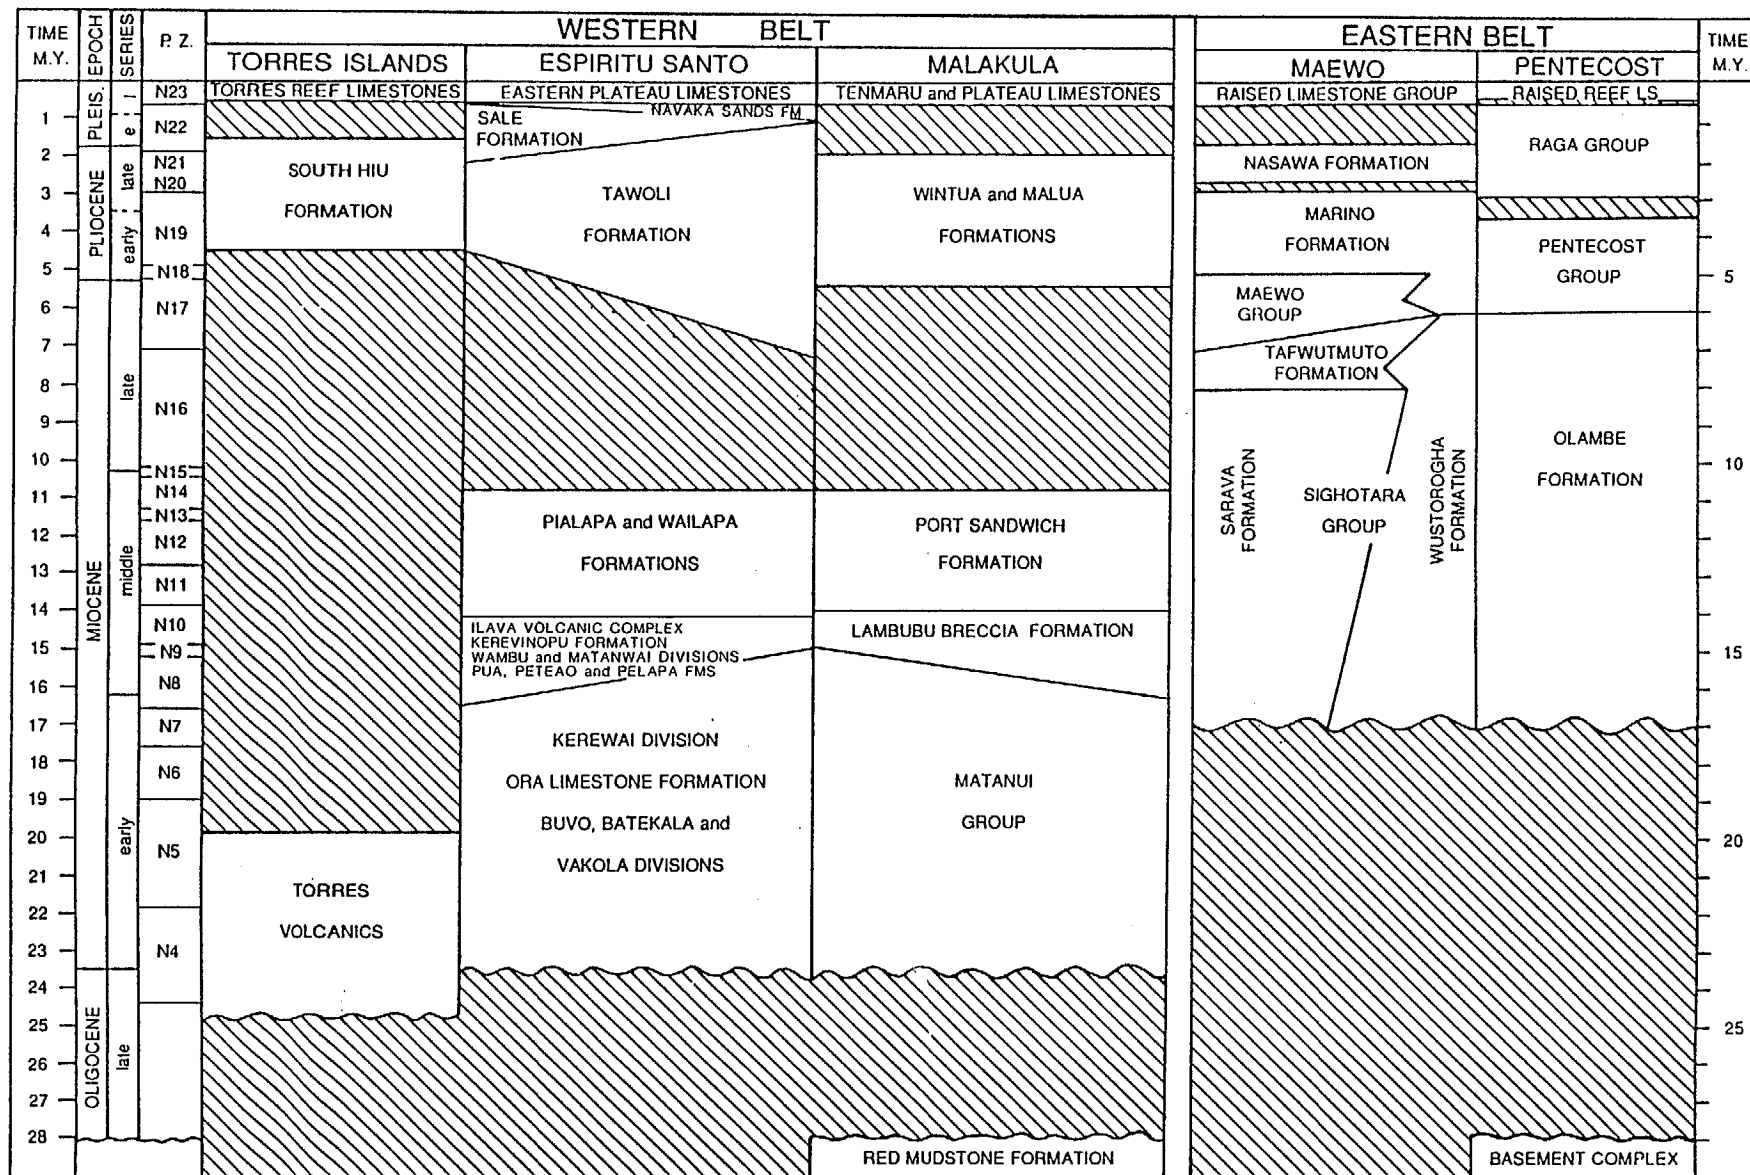 TIME
M.Y.
EPOCH
SERIES
P. Z.
WESTERN BELT
EASTERN BELT
TIME
M.Y.
TORRES ISLANDS
ESPIRITU SANTO
MALAKULA
MAEWO
PENTECOST
PLEIS.
PLIOCENE
MIOCENE
OLIGOCENE
l
e
late
early
late
middle
early
late
1
2
3
4
5
6
7
8
9
10
11
12
13
14
15
16
17
18
19
20
21
22
23
24
25
26
27
28
N23
N22
N21
N20
N19
N18
N17
N16
N15
N14
N13
N12
N11
N10
N9
N8
N7
N6
N5
N4
TORRES REEF LIMESTONES
SOUTH HIU
FORMATION
TORRES
VOLCANICS
EASTERN PLATEAU LIMESTONES
NAVAKA SANDS FM
SALE
FORMATION
TAWOLI
FORMATION
PIALAPA and WAILAPA
FORMATIONS
ILAVA VOLCANIC COMPLEX
KEREVINOPU FORMATION
WAMBU and MATANWAI DIVISIONS
PUA, PETEAO and PELAPA FMS
KEREWAI DIVISION
ORA LIMESTONE FORMATION
BUVO, BATEKALA and
VAKOLA DIVISIONS
TENMARU and PLATEAU LIMESTONES
WINTUA and MALUA
FORMATIONS
PORT SANDWICH
FORMATION
LAMBUBU BRECCIA FORMATION
MATANUI
GROUP
RED MUDSTONE FORMATION
RAISED LIMESTONE GROUP
NASAWA FORMATION
MARINO
FORMATION
MAEWO
GROUP
TAFWUTMUTO
FORMATION
SARAVA
FORMATION
SIGHOTARA
GROUP
WUSTOROGHA
FORMATION
RAISED REEF LS
RAGA GROUP
PENTECOST
GROUP
OLAMBE
FORMATION
BASEMENT COMPLEX
5
10
15
20
25